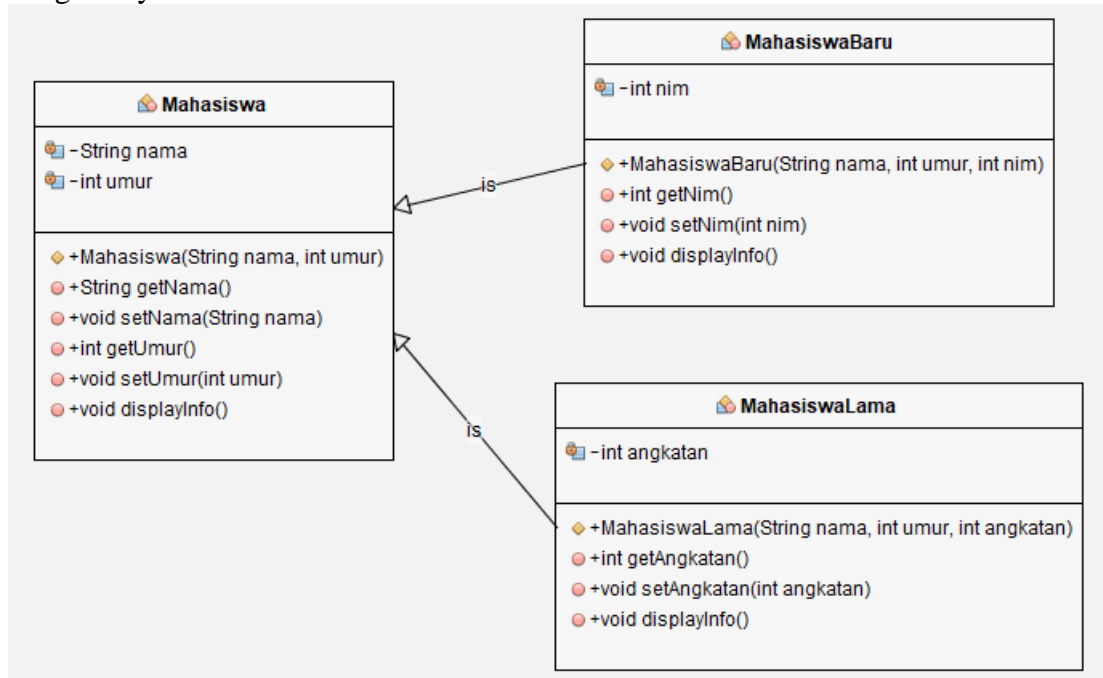 Mahasiswa
-String nama
-int umur
+Mahasiswa(String nama, int umur)
+String getNama()
+void setNama(String nama)
+int getUmur()
+void setUmur(int umur)
+void displayInfo()
is
is
MahasiswaBaru
-int nim
+MahasiswaBaru(String nama, int umur, int nim)
+int getNim()
+void setNim(int nim)
+void displayInfo()
MahasiswaLama
-int angkatan
+MahasiswaLama(String nama, int umur, int angkatan)
+int getAngkatan()
+void setAngkatan(int angkatan)
+void displayInfo()